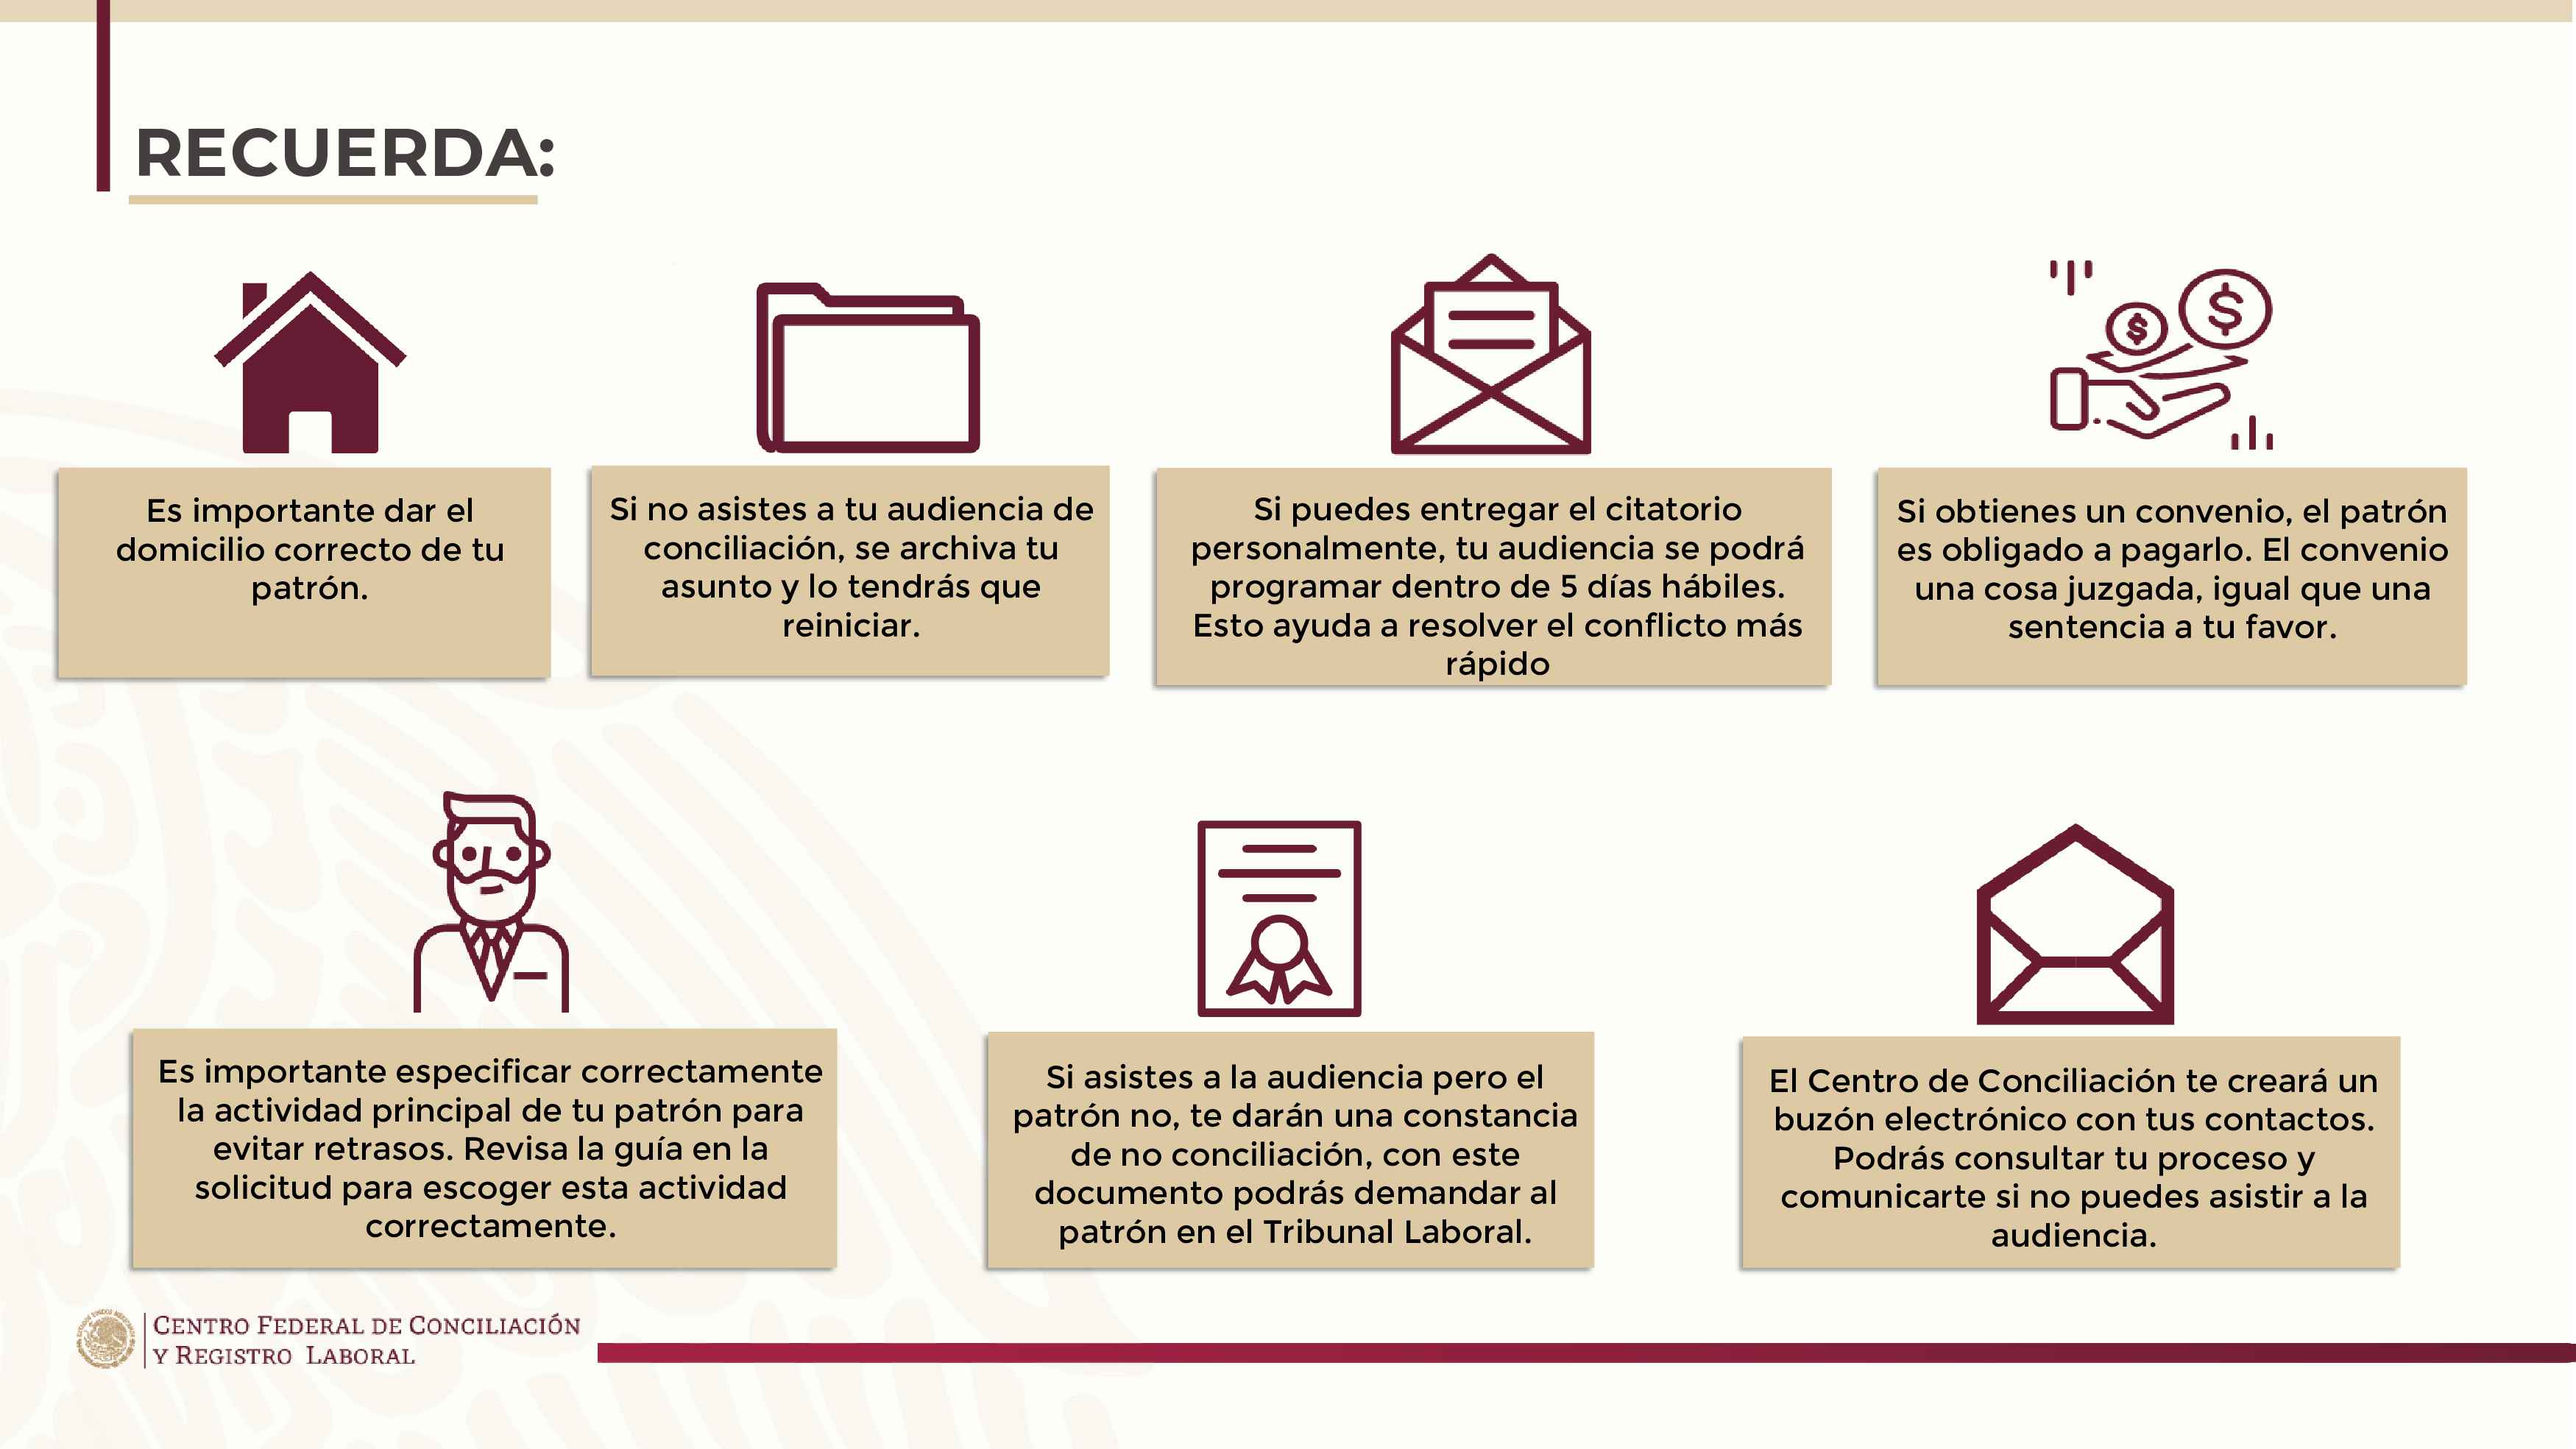 RECUERDA:
Es importante dar el
domicilio correcto de tu
patrón.
Si no asistes a tu audiencia de
conciliación, se archiva tu
asunto y lo tendrás que
reiniciar.
Si puedes entregar el citatorio
personalmente, tu audiencia se podrá
programar dentro de 5 días hábiles.
Esto ayuda a resolver el conflicto más
rápido
Si obtienes un convenio, el patrón
es obligado a pagarlo. El convenio
una cosa juzgada, igual que una
sentencia a tu favor.
Es importante especificar correctamente
la actividad principal de tu patrón para
evitar retrasos. Revisa la guía en la
solicitud para escoger esta actividad
correctamente.
Si asistes a la audiencia pero el
patrón no, te darán una constancia
de no conciliación, con este
documento podrás demandar al
patrón en el Tribunal Laboral.
El Centro de Conciliación te creará un
buzón electrónico con tus contactos.
Podrás consultar tu proceso y
comunicarte si no puedes asistir a la
audiencia.
CENTRO FEDERAL DE CONCILIACIÓN
Y REGISTRO LABORAL